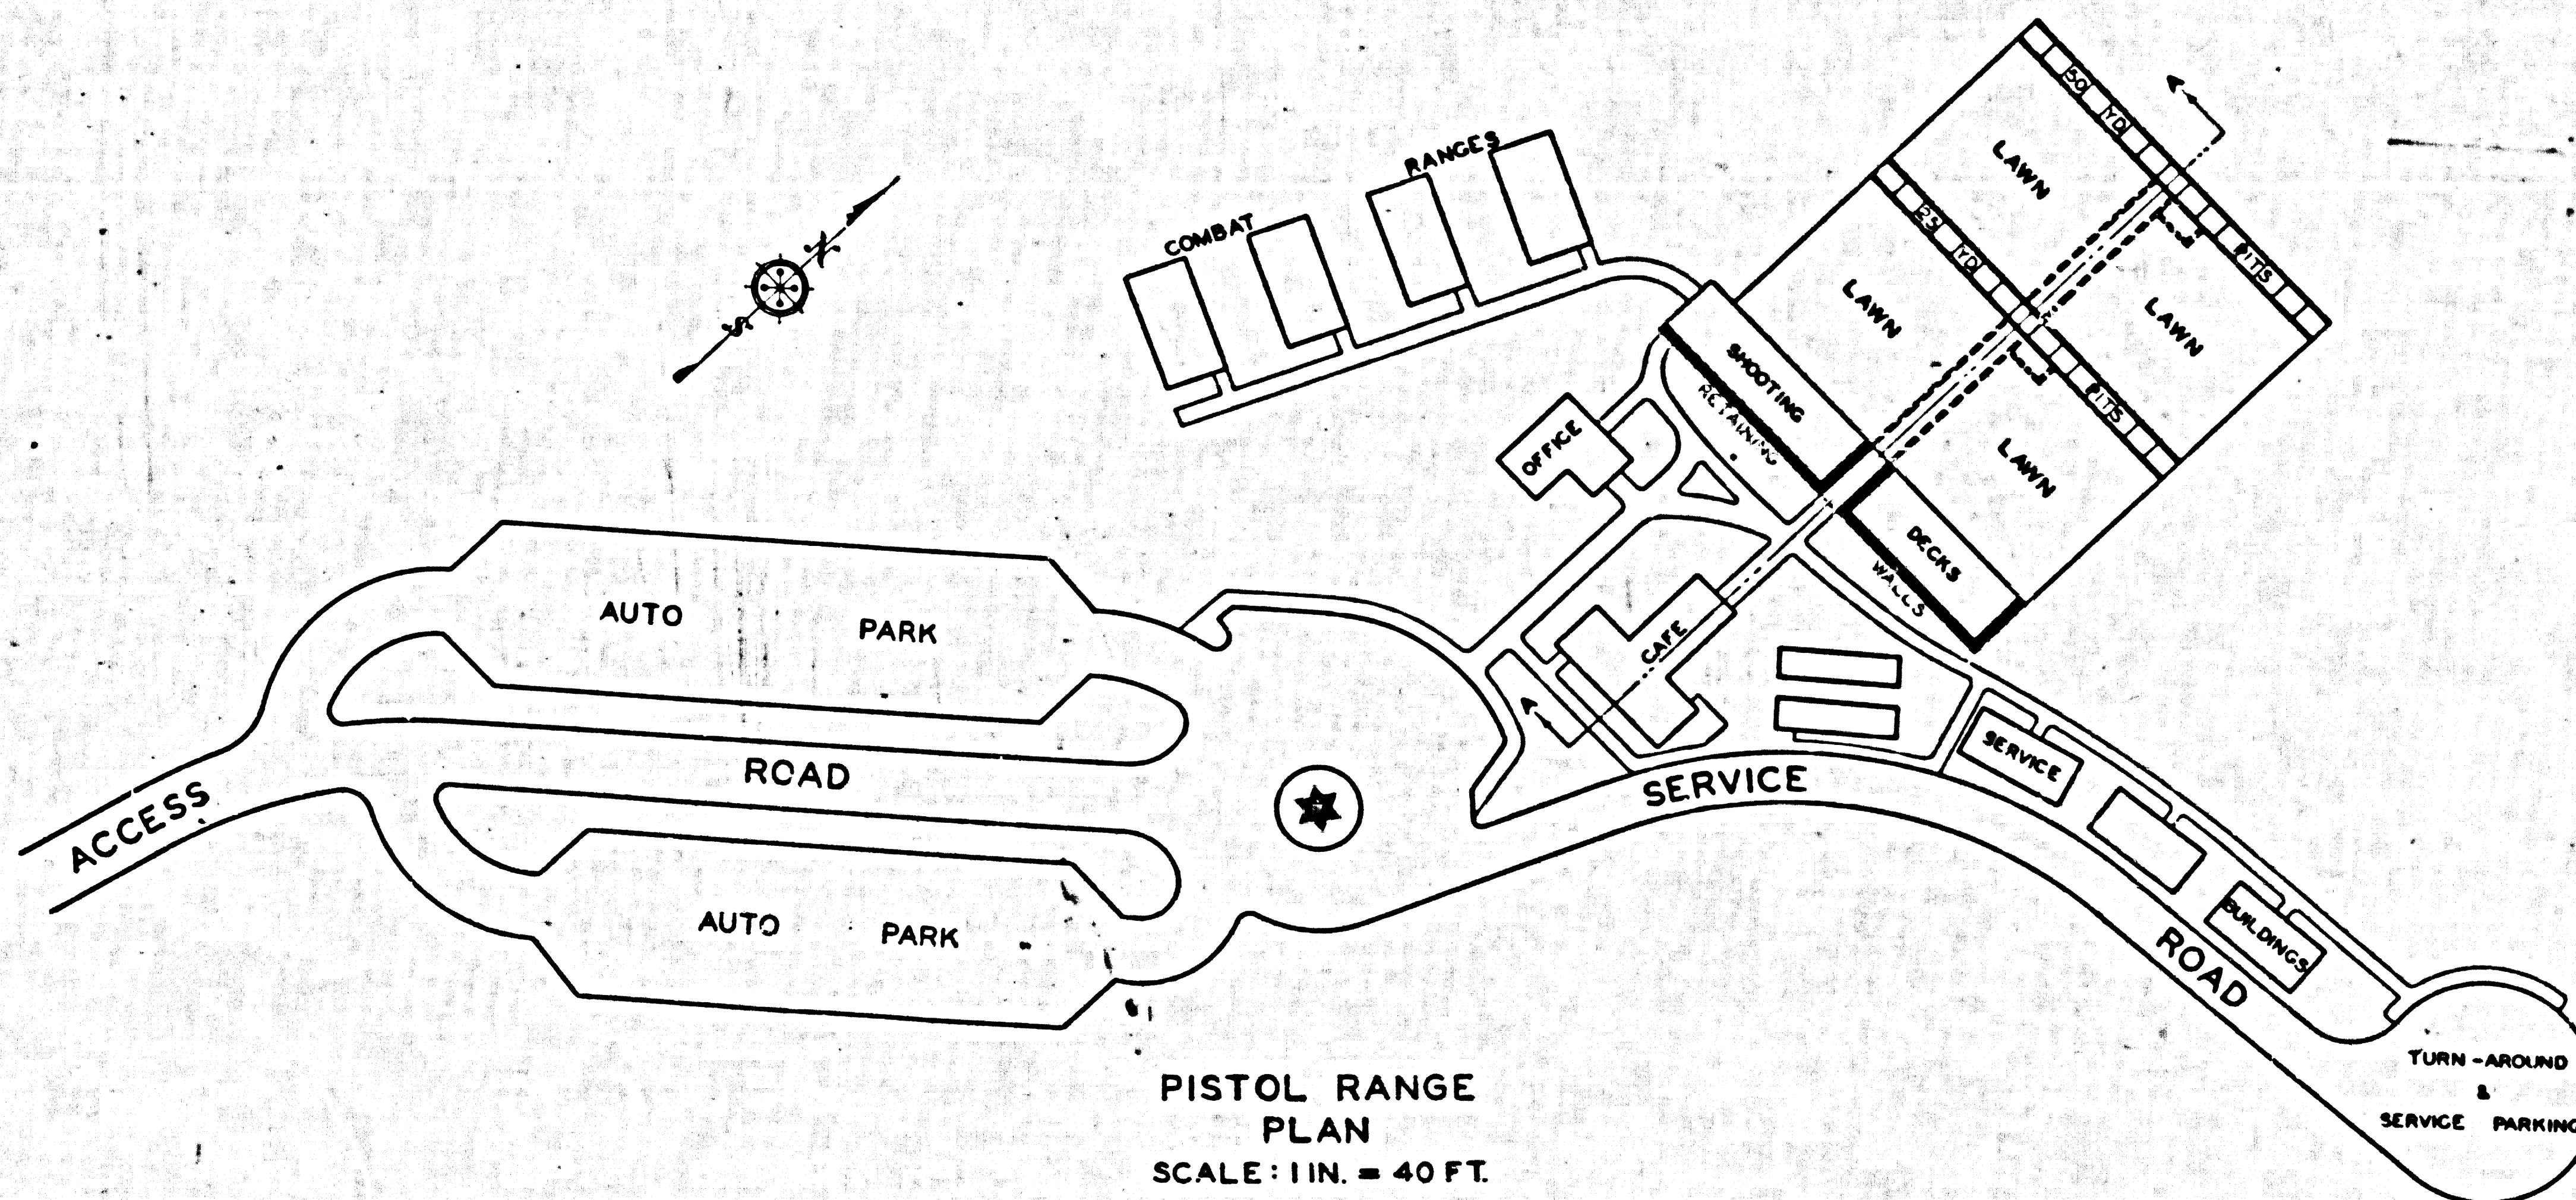 50 YD PITS
A
LAWN
RANGES
COMBAT
25 YD PITS
N
S
LAWN
LAWN
SHOOTING
RETAINING
OFFICE
LAWN
DECKS
WALLS
AUTO PARK
CAFE
A
SERVICE
ROAD
SERVICE
ACCESS
BUILDINGS
AUTO PARK
ROAD
TURN-AROUND
&
SERVICE PARKING
PISTOL RANGE
PLAN
SCALE: 1 IN. = 40 FT.